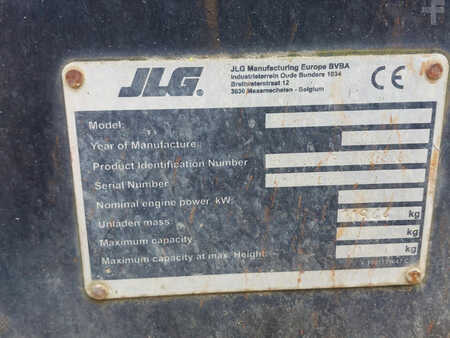 JLG.
JLG Manufacturing Europe BVBA
Industrieterrein Oude Bunders 1034
Breitwaterstraat 12
3630 Maasmechelen - Belgium
CE
Model:
Year of Manufacture:
Product Identification Number
Serial Number
Nominal engine power, kW:
Unladen mass: kg
Maximum capacity kg
Maximum capacity at max. Height: kg